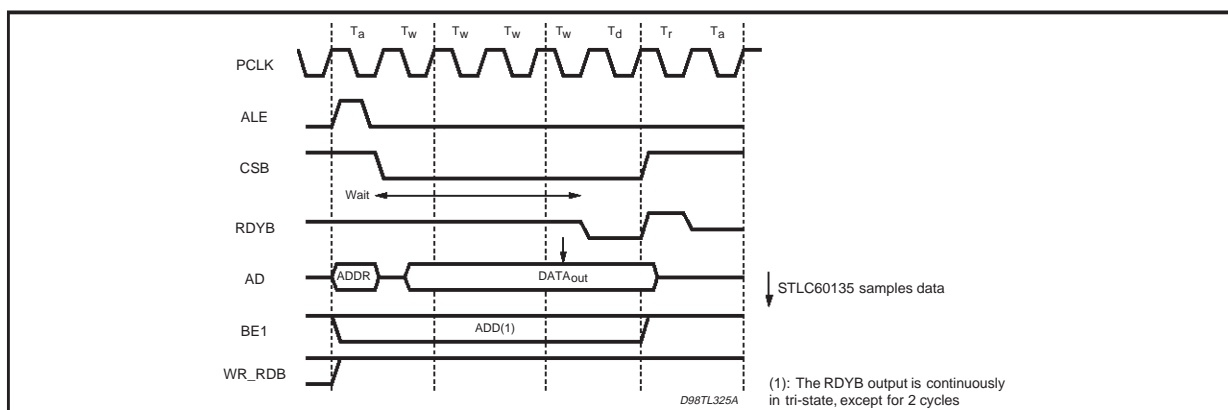 Ta Tw Tw Tw Tw Td Tr Ta
PCLK
ALE
CSB
Wait
RDYB
AD ADDR DATAout
STLC60135 samples data
BE1 ADD(1)
WR_RDB
(1): The RDYB output is continuously
in tri-state, except for 2 cycles
D98TL325A